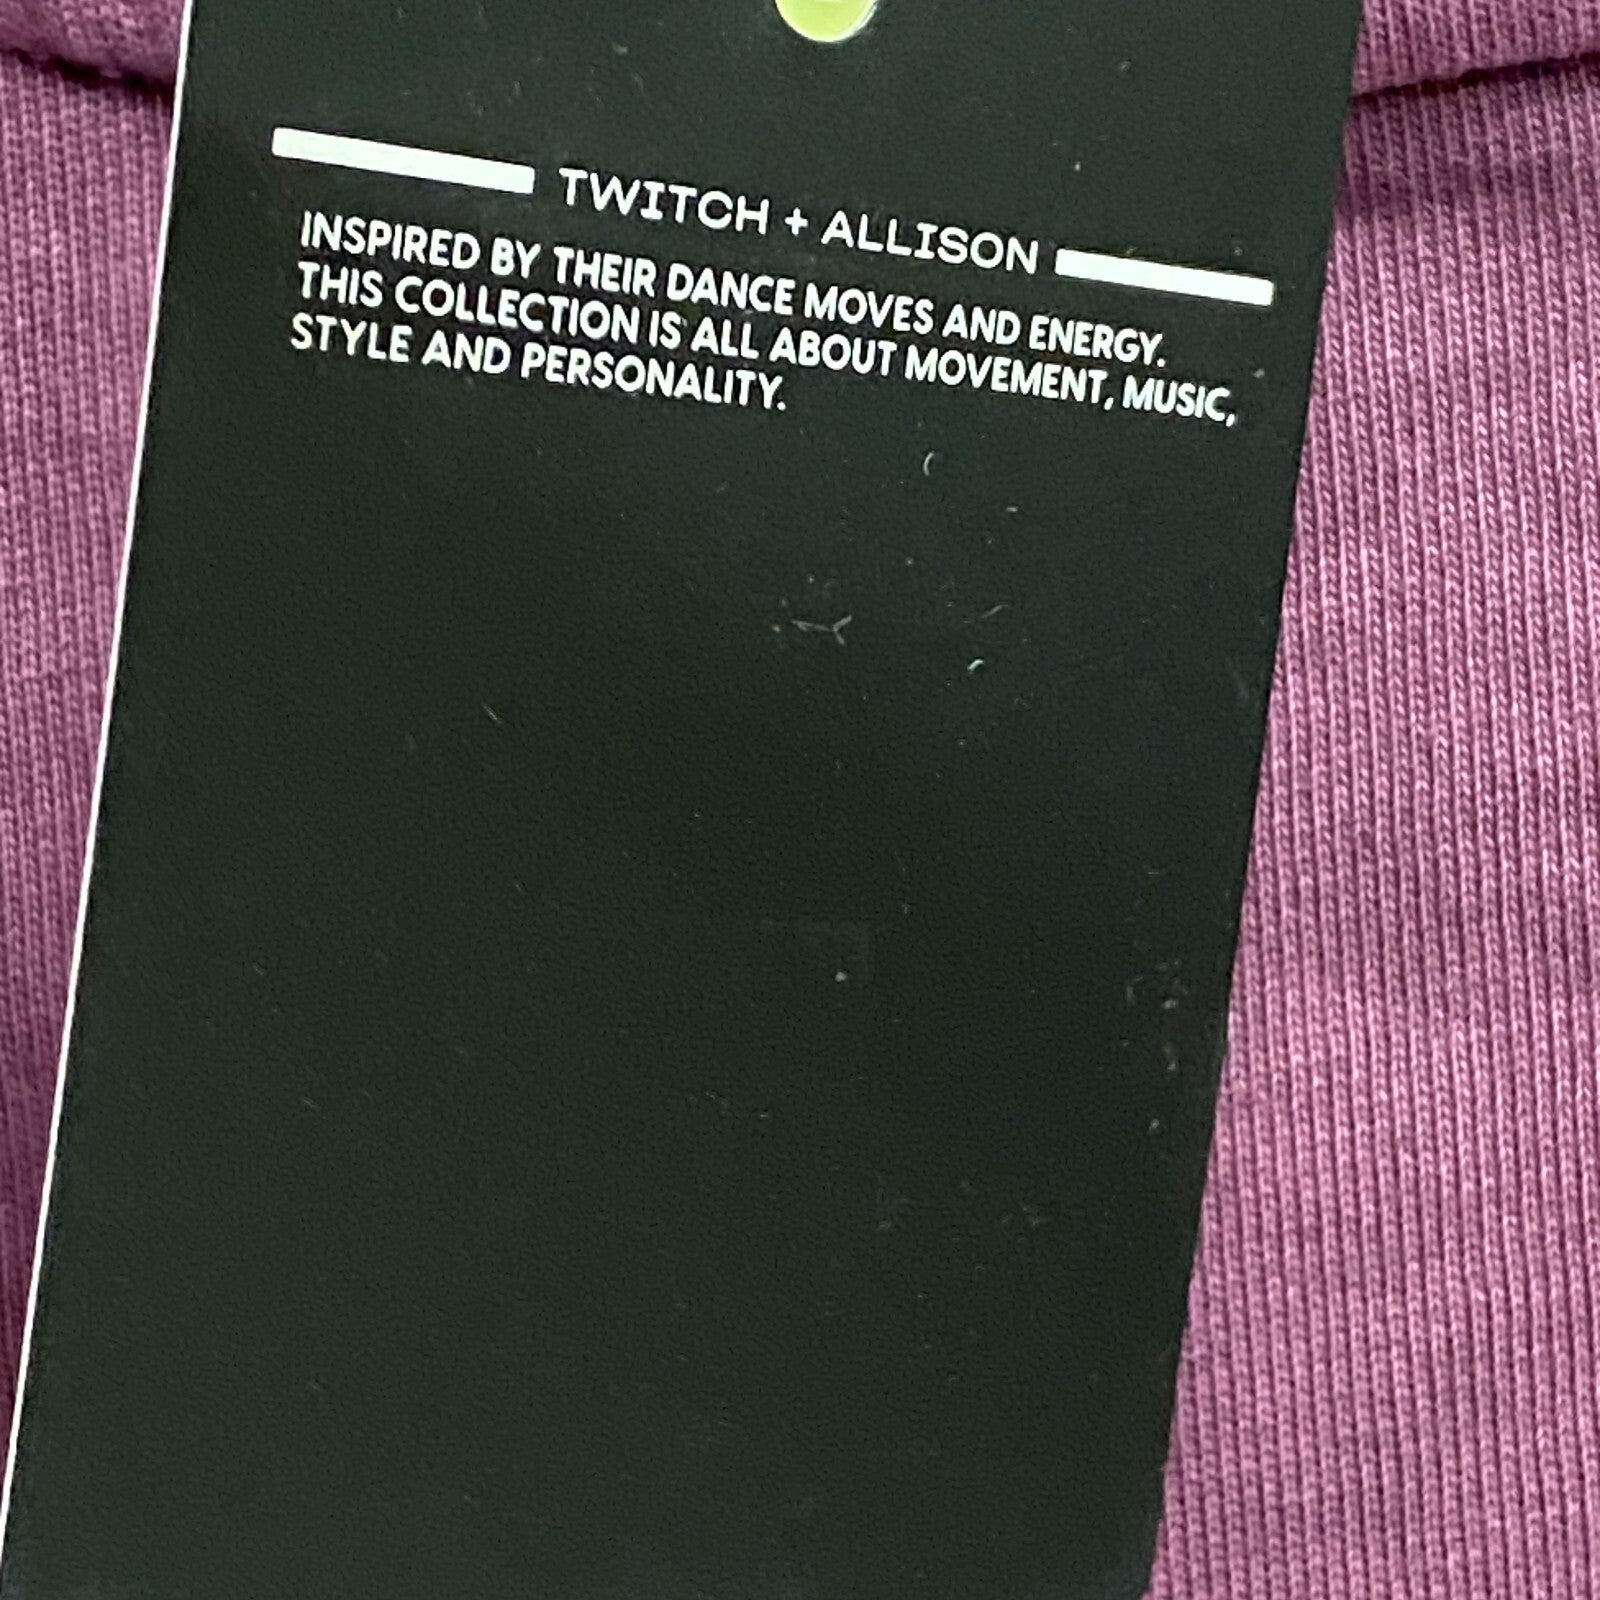 TWITCH + ALLISON
INSPIRED BY THEIR DANCE MOVES AND ENERGY.
THIS COLLECTION IS ALL ABOUT MOVEMENT, MUSIC,
STYLE AND PERSONALITY.